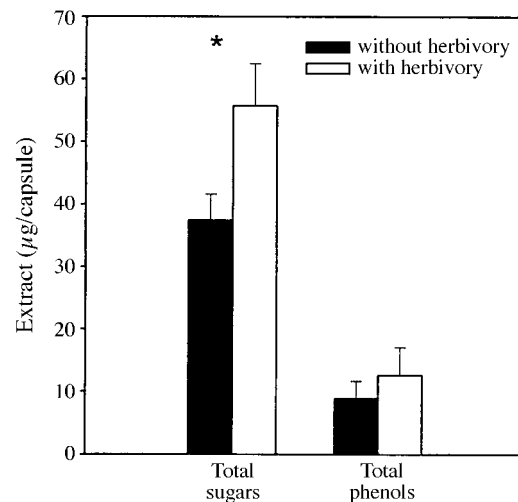 70
60
50
40
30
20
10
0
Extract (µg/capsule)
*
without herbivory
with herbivory
Total
sugars
Total
phenols